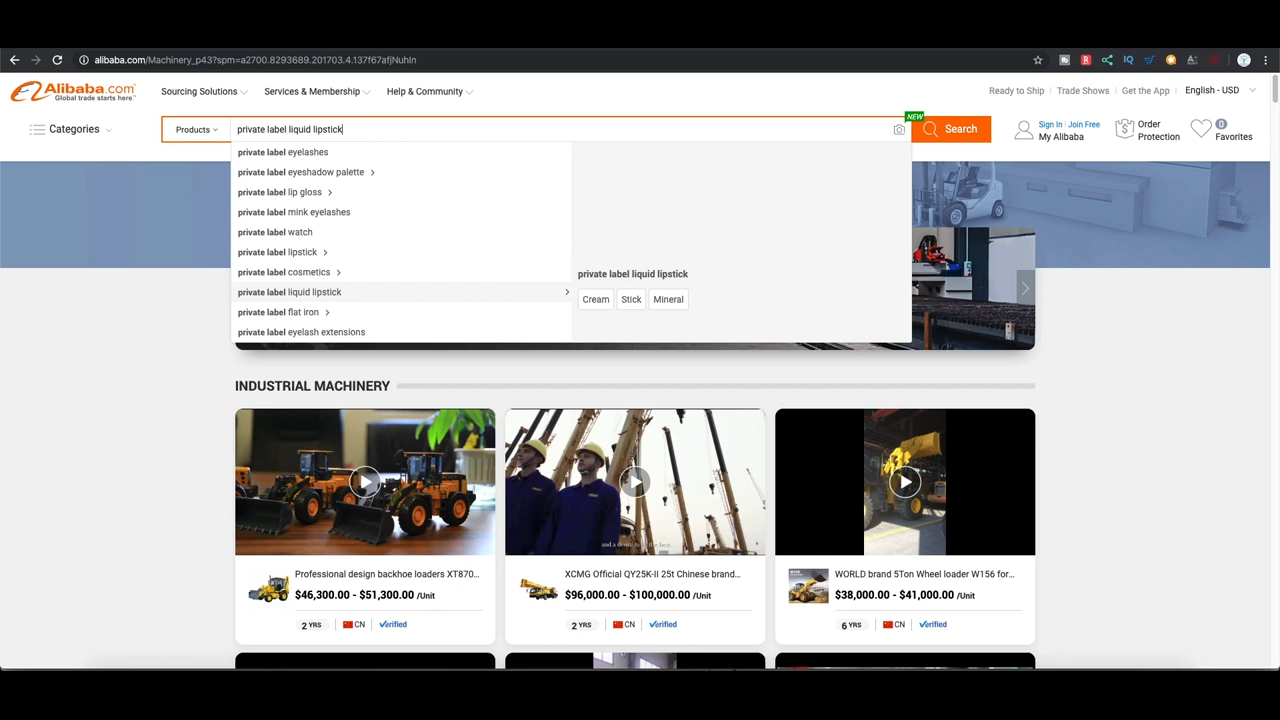 alibaba.com/Machinery_p43?spm=a2700.8293689.201703.4.137f67afjNuhIn
Alibaba.com
Global trade starts here.™
Sourcing Solutions
Services & Membership
Help & Community
Ready to Ship
Trade Shows
Get the App
English - USD
Categories
Products
private label liquid lipstick
NEW
Search
Sign In | Join Free
My Alibaba
Order
Protection
0
Favorites
private label eyelashes
private label eyeshadow palette
private label lip gloss
private label mink eyelashes
private label watch
private label lipstick
private label cosmetics
private label liquid lipstick
private label flat iron
private label eyelash extensions
private label liquid lipstick
Cream
Stick
Mineral
INDUSTRIAL MACHINERY
Professional design backhoe loaders XT870...
$46,300.00 - $51,300.00 /Unit
2 YRS
CN
Verified
XCMG Official QY25K-II 25t Chinese brand...
$96,000.00 - $100,000.00 /Unit
2 YRS
CN
Verified
WORLD brand 5Ton Wheel loader W156 for...
$38,000.00 - $41,000.00 /Unit
6 YRS
CN
Verified